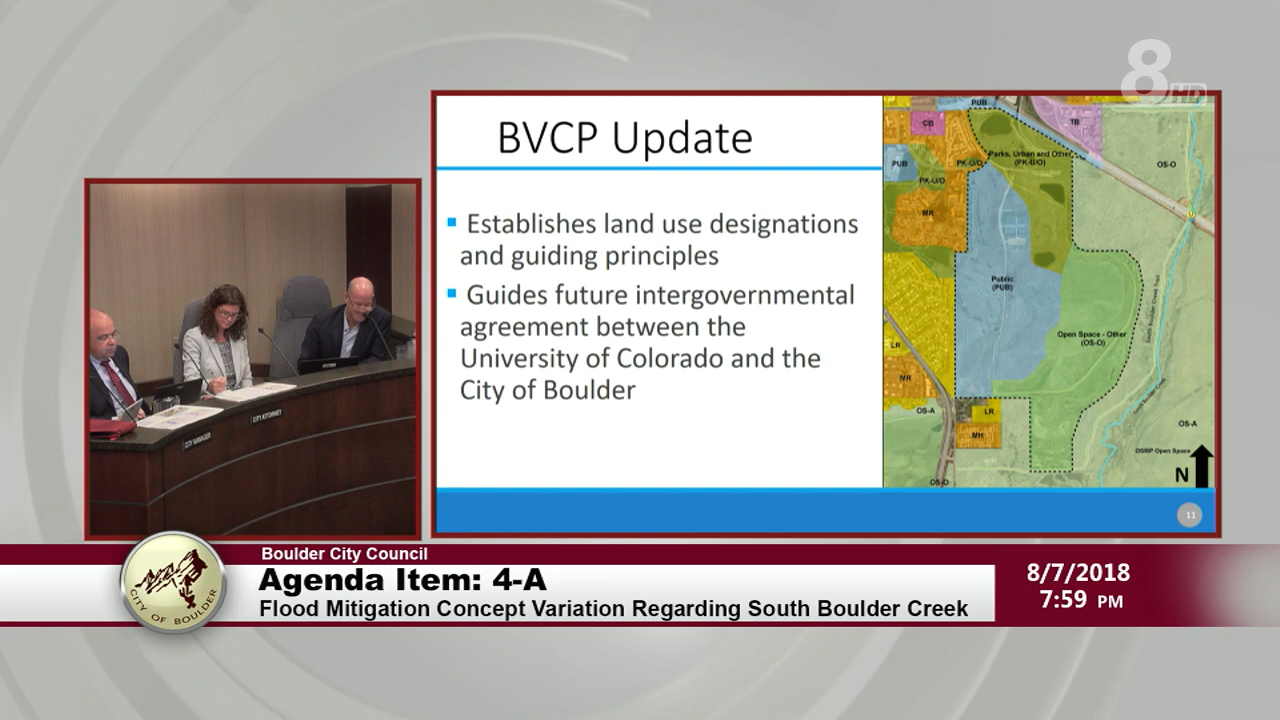 8
HD
BVCP Update
Establishes land use designations
and guiding principles
Guides future intergovernmental
agreement between the
University of Colorado and the
City of Boulder
PUB
CB
TB
Parks, Urban and Other
(PK-U/O)
PK-U/O
OS-O
PUB
PK-U/O
MR
Public
(PUB)
Open Space - Other
(OS-O)
LR
MR
OS-A
LR
MH
OS-A
OSMP Open Space
OS-O
N
11
CITY MANAGER
CITY ATTORNEY
CITY OF BOULDER
Boulder City Council
Agenda Item: 4-A
Flood Mitigation Concept Variation Regarding South Boulder Creek
8/7/2018
7:59 PM